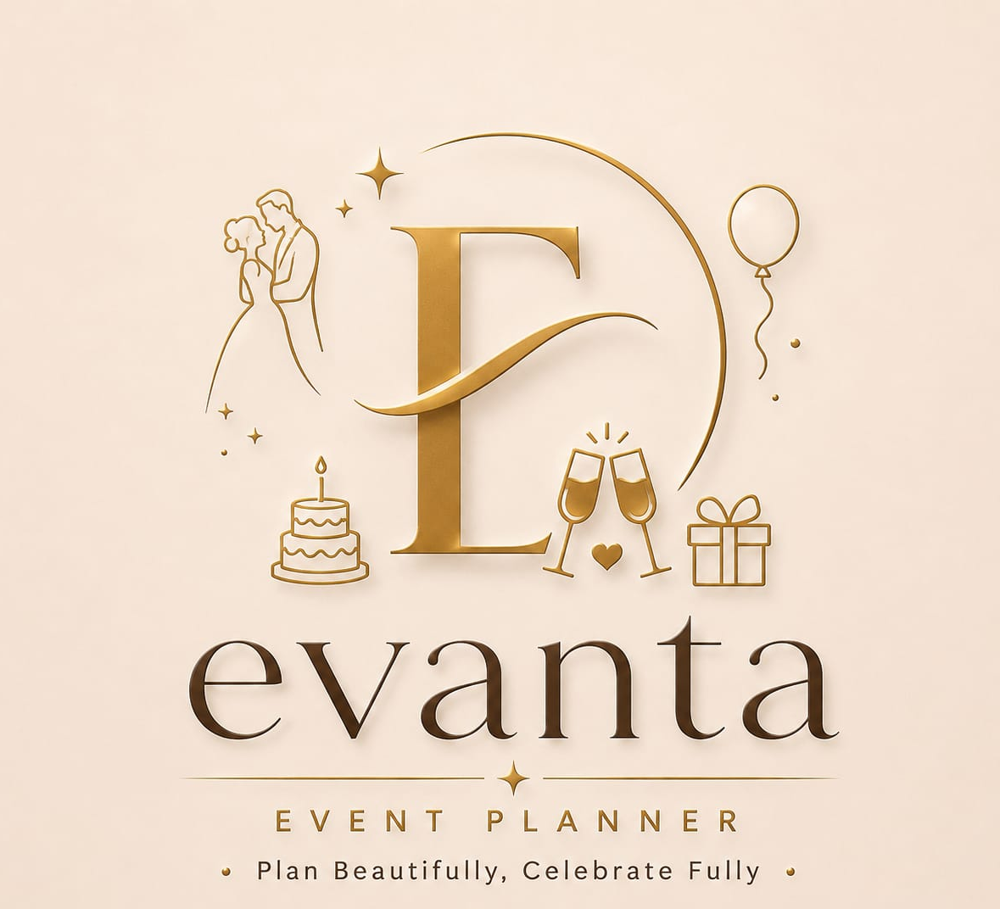 E
evanta
EVENT PLANNER
• Plan Beautifully, Celebrate Fully •